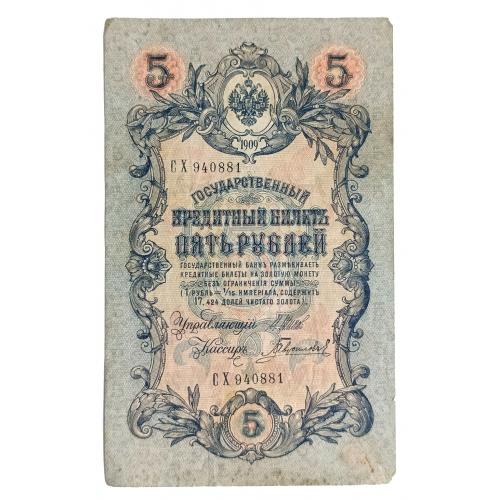 5 5
1909
СХ 940881
ГОСУДАРСТВЕННЫЙ
КРЕДИТНЫЙ БИЛЕТЪ
ПЯТЬ РУБЛЕЙ
ГОСУДАРСТВЕННЫЙ БАНКЪ РАЗМѢНИВАЕТЪ
КРЕДИТНЫЕ БИЛЕТЫ НА ЗОЛОТУЮ МОНЕТУ
БЕЗЪ ОГРАНИЧЕНІЯ СУММЫ
(1 РУБЛЬ = 1/15 ИМПЕРІАЛА, СОДЕРЖИТЪ
17,424 ДОЛЕЙ ЧИСТАГО ЗОЛОТА).
Управляющій
Кассиръ
СХ 940881
5